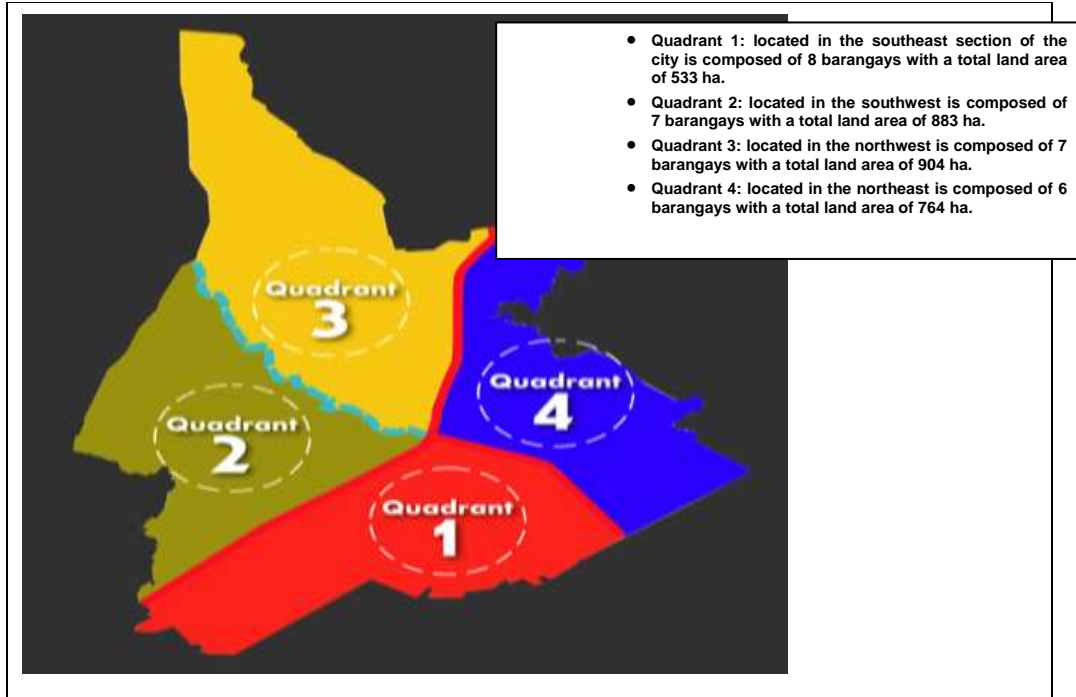 • Quadrant 1: located in the southeast section of the
city is composed of 8 barangays with a total land area
of 533 ha.
• Quadrant 2: located in the southwest is composed of
7 barangays with a total land area of 883 ha.
• Quadrant 3: located in the northwest is composed of 7
barangays with a total land area of 904 ha.
• Quadrant 4: located in the northeast is composed of 6
barangays with a total land area of 764 ha.
Quadrant
3
Quadrant
4
Quadrant
2
Quadrant
1